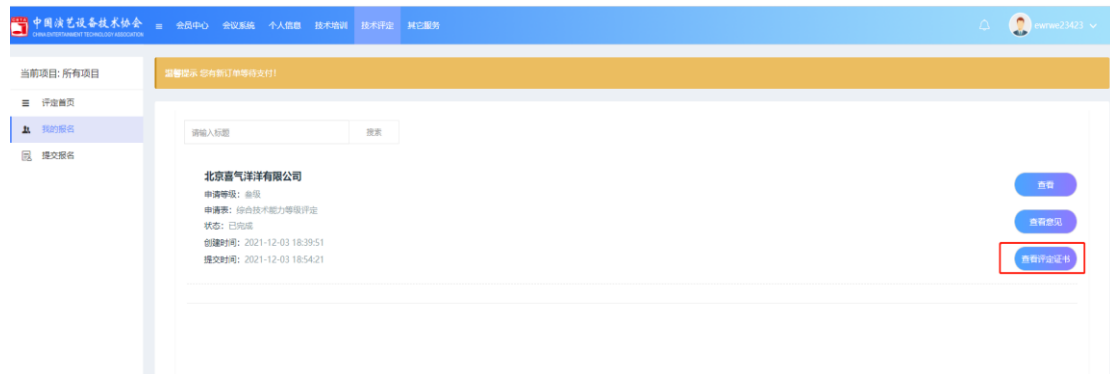 中国演艺设备技术协会
CHINA ENTERTAINMENT TECHNOLOGY ASSOCIATION
会员中心 会议系统 个人信息 技术培训 技术评定 其它服务
ewrwe23423
当前项目: 所有项目
温馨提示 您有新订单等待支付！
评定首页
我的报名
提交报名
请输入标题 搜索
北京喜气洋洋有限公司
申请等级：叁级
申请表：综合技术能力等级评定
状态：已完成
创建时间：2021-12-03 18:39:51
提交时间：2021-12-03 18:54:21
查看
查看意见
查看评定证书